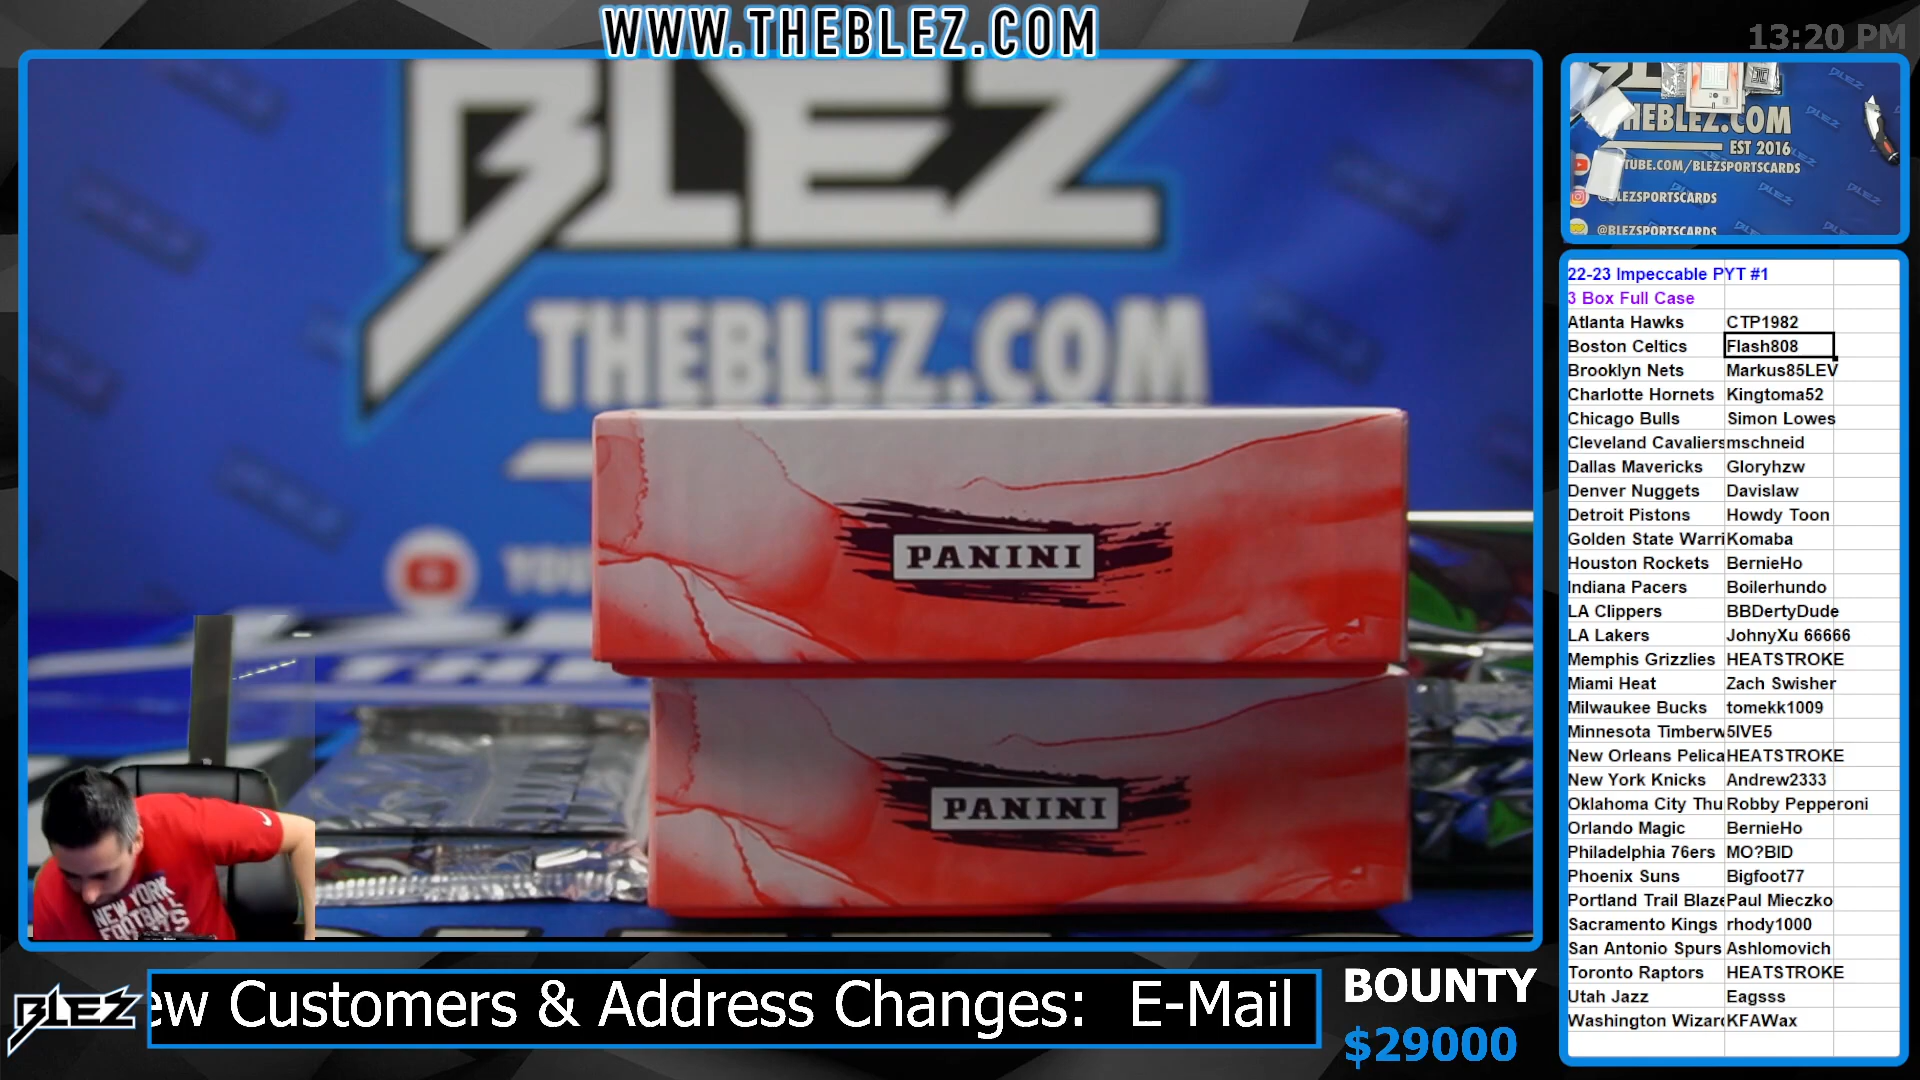 WWW.THEBLEZ.COM
13:20 PM
BLEZ
THEBLEZ.COM
PANINI
PANINI
NEW YORK
FOOTBALL
GIANTS
THEBLEZ.COM
EST 2016
TUBE.COM/BLEZSPORTSCARDS
@BLEZSPORTSCARDS
@BLEZSPORTSCARDS
22-23 Impeccable PYT #1
3 Box Full Case
Atlanta Hawks CTP1982
Boston Celtics Flash808
Brooklyn Nets Markus85LEV
Charlotte Hornets Kingtoma52
Chicago Bulls Simon Lowes
Cleveland Cavaliers mschneid
Dallas Mavericks Gloryhzw
Denver Nuggets Davislaw
Detroit Pistons Howdy Toon
Golden State Warri Komaba
Houston Rockets BernieHo
Indiana Pacers Boilerhundo
LA Clippers BBDertyDude
LA Lakers JohnyXu 66666
Memphis Grizzlies HEATSTROKE
Miami Heat Zach Swisher
Milwaukee Bucks tomekk1009
Minnesota Timberw 5IVE5
New Orleans Pelica HEATSTROKE
New York Knicks Andrew2333
Oklahoma City Thu Robby Pepperoni
Orlando Magic BernieHo
Philadelphia 76ers MO?BID
Phoenix Suns Bigfoot77
Portland Trail Blaze Paul Mieczko
Sacramento Kings rhody1000
San Antonio Spurs Ashlomovich
Toronto Raptors HEATSTROKE
Utah Jazz Eagsss
Washington Wizar KFAWax
BLEZ
ew Customers & Address Changes: E-Mail
BOUNTY
$29000